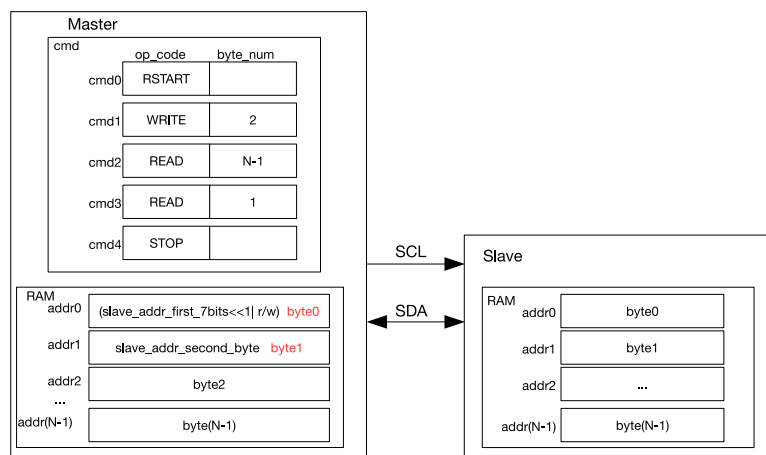 Master
cmd
op_code byte_num
cmd0 RSTART
cmd1 WRITE 2
cmd2 READ N-1
cmd3 READ 1
cmd4 STOP
RAM
addr0 (slave_addr_first_7bits<<1| r/w) byte0
addr1 slave_addr_second_byte byte1
addr2 byte2
...
addr(N-1) byte(N-1)
SCL
SDA
Slave
RAM
addr0 byte0
addr1 byte1
addr2 ...
addr(N-1) byte(N-1)